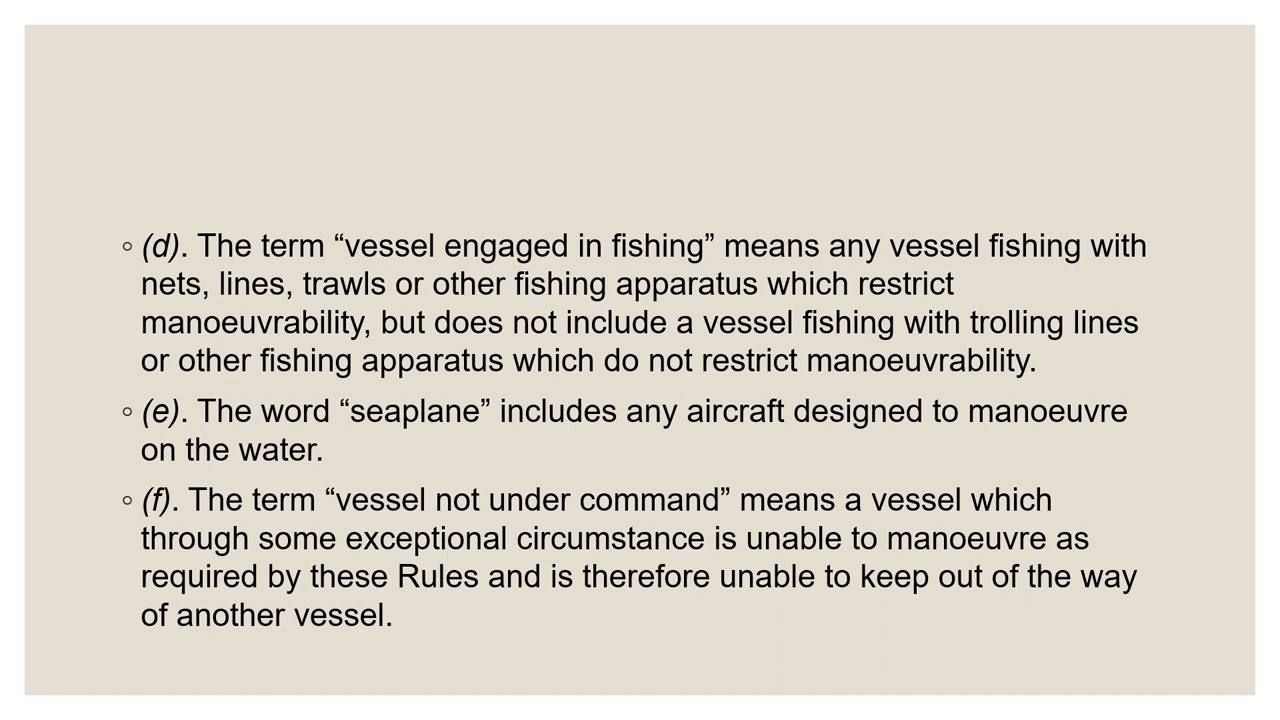 ◦ (d). The term “vessel engaged in fishing” means any vessel fishing with
nets, lines, trawls or other fishing apparatus which restrict
manoeuvrability, but does not include a vessel fishing with trolling lines
or other fishing apparatus which do not restrict manoeuvrability.
◦ (e). The word “seaplane” includes any aircraft designed to manoeuvre
on the water.
◦ (f). The term “vessel not under command” means a vessel which
through some exceptional circumstance is unable to manoeuvre as
required by these Rules and is therefore unable to keep out of the way
of another vessel.